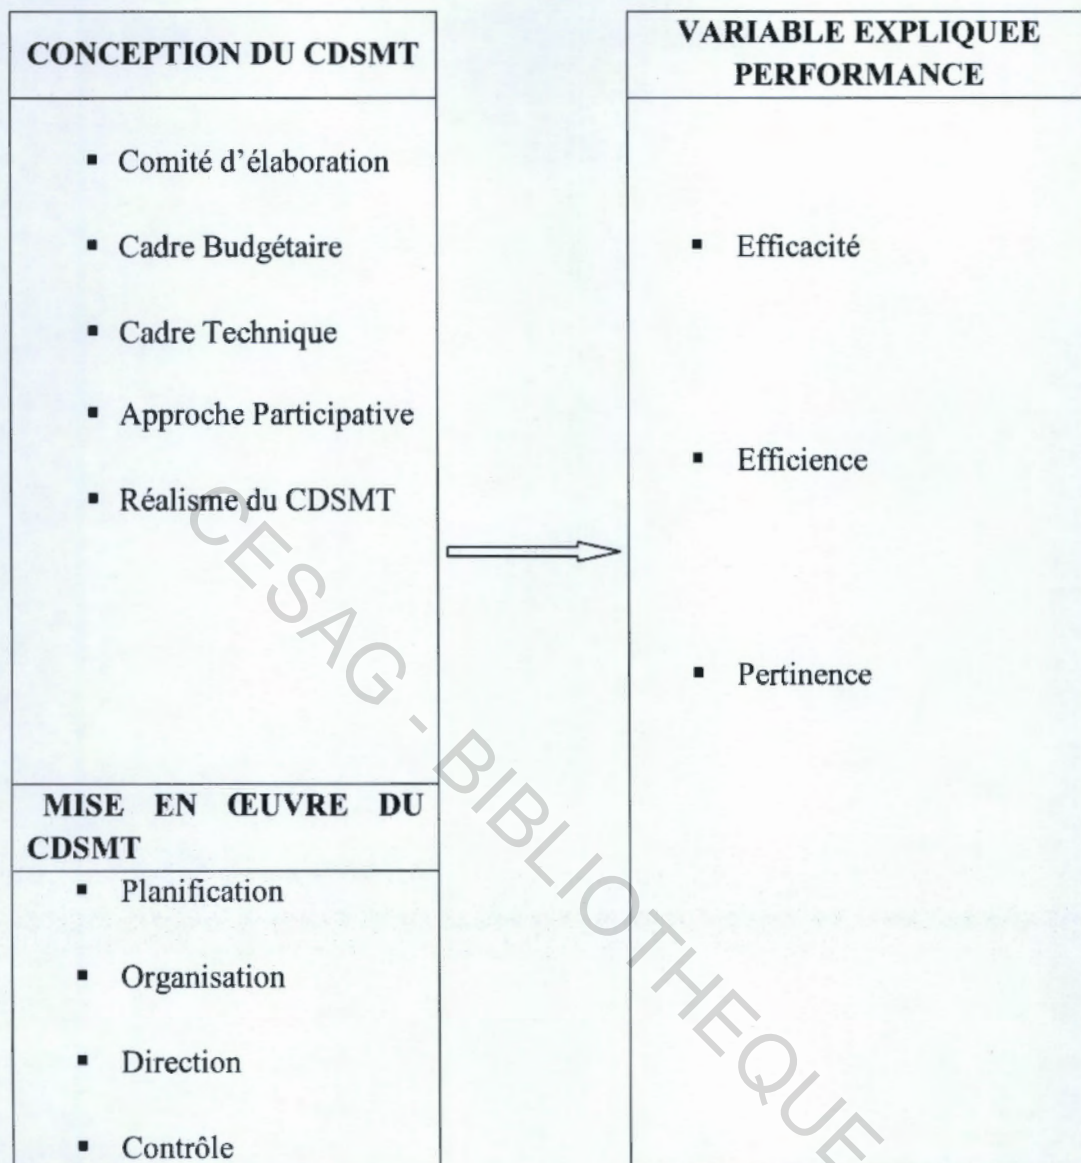 CONCEPTION DU CDSMT
▪ Comité d’élaboration
▪ Cadre Budgétaire
▪ Cadre Technique
▪ Approche Participative
▪ Réalisme du CDSMT
MISE EN ŒUVRE DU
CDSMT
▪ Planification
▪ Organisation
▪ Direction
▪ Contrôle
VARIABLE EXPLIQUEE
PERFORMANCE
▪ Efficacité
▪ Efficience
▪ Pertinence
CESAG - BIBLIOTHEQUE